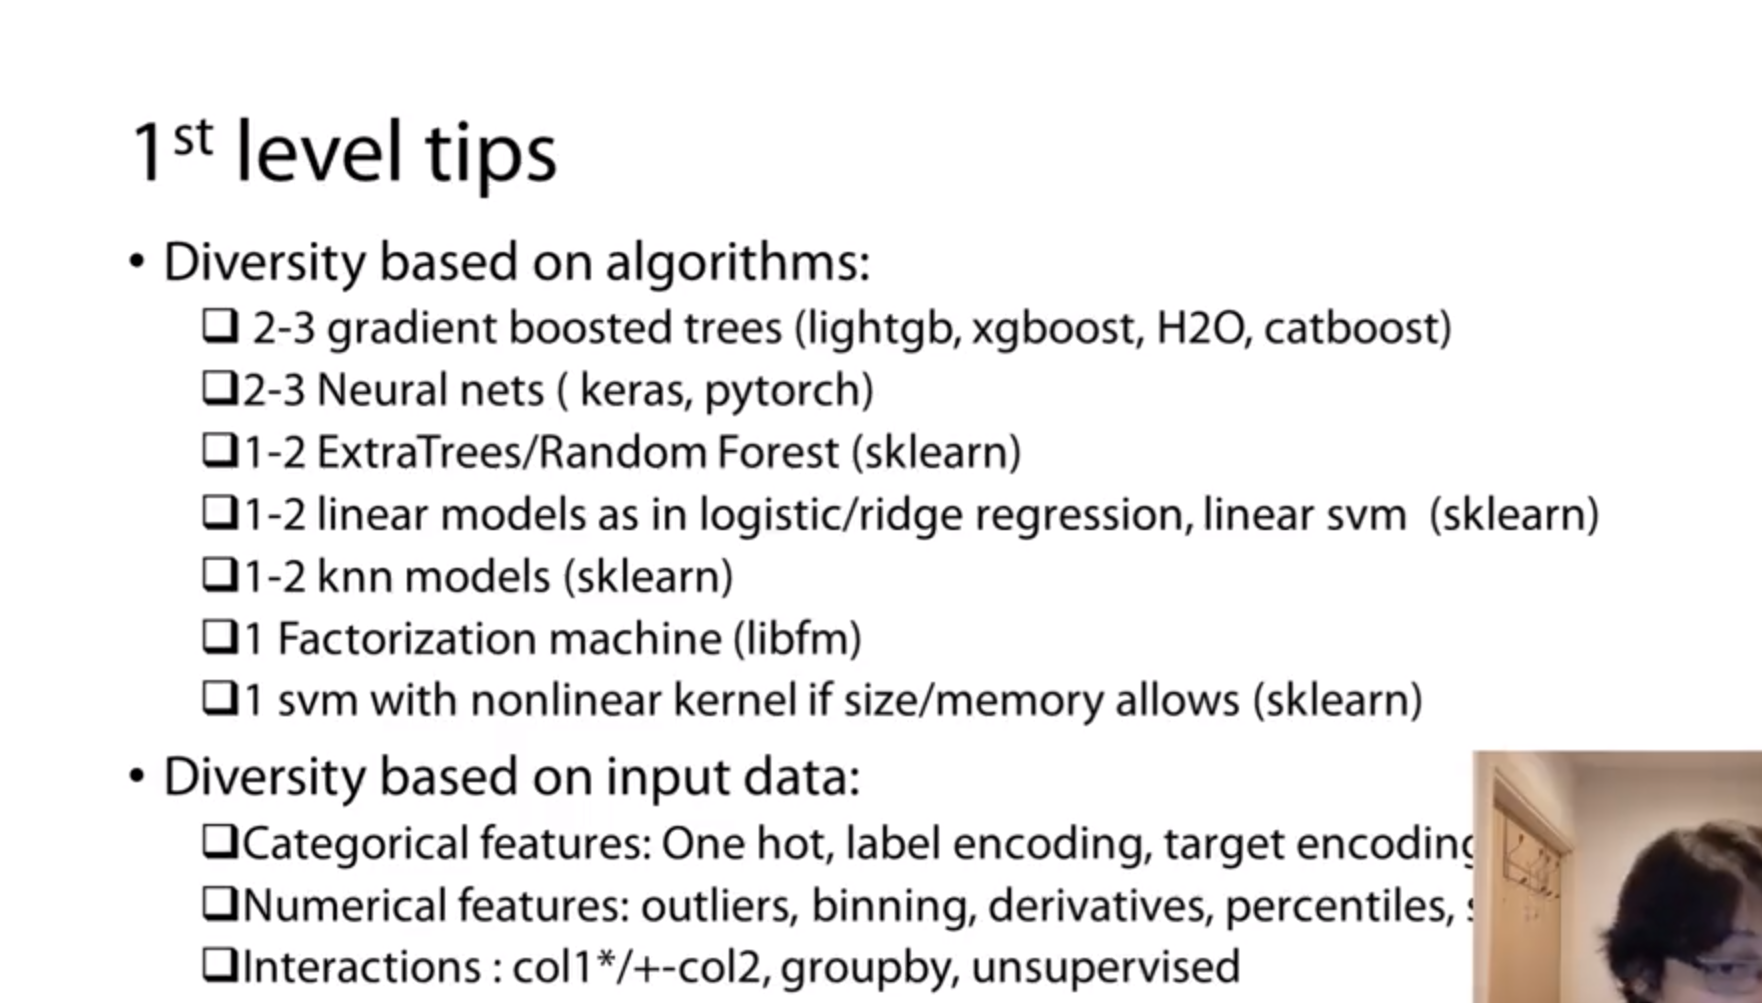 1st level tips
• Diversity based on algorithms:
❑ 2-3 gradient boosted trees (lightgb, xgboost, H2O, catboost)
❑2-3 Neural nets ( keras, pytorch)
❑1-2 ExtraTrees/Random Forest (sklearn)
❑1-2 linear models as in logistic/ridge regression, linear svm (sklearn)
❑1-2 knn models (sklearn)
❑1 Factorization machine (libfm)
❑1 svm with nonlinear kernel if size/memory allows (sklearn)
• Diversity based on input data:
❑Categorical features: One hot, label encoding, target encoding
❑Numerical features: outliers, binning, derivatives, percentiles,
❑Interactions : col1*/+-col2, groupby, unsupervised